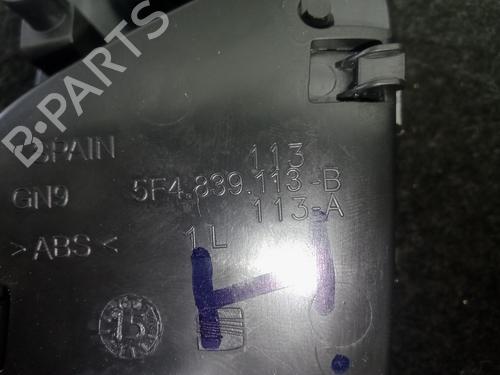 B-PARTS
SPAIN
113
GN9
5F4.839.113-B
113-A
>ABS<
1L